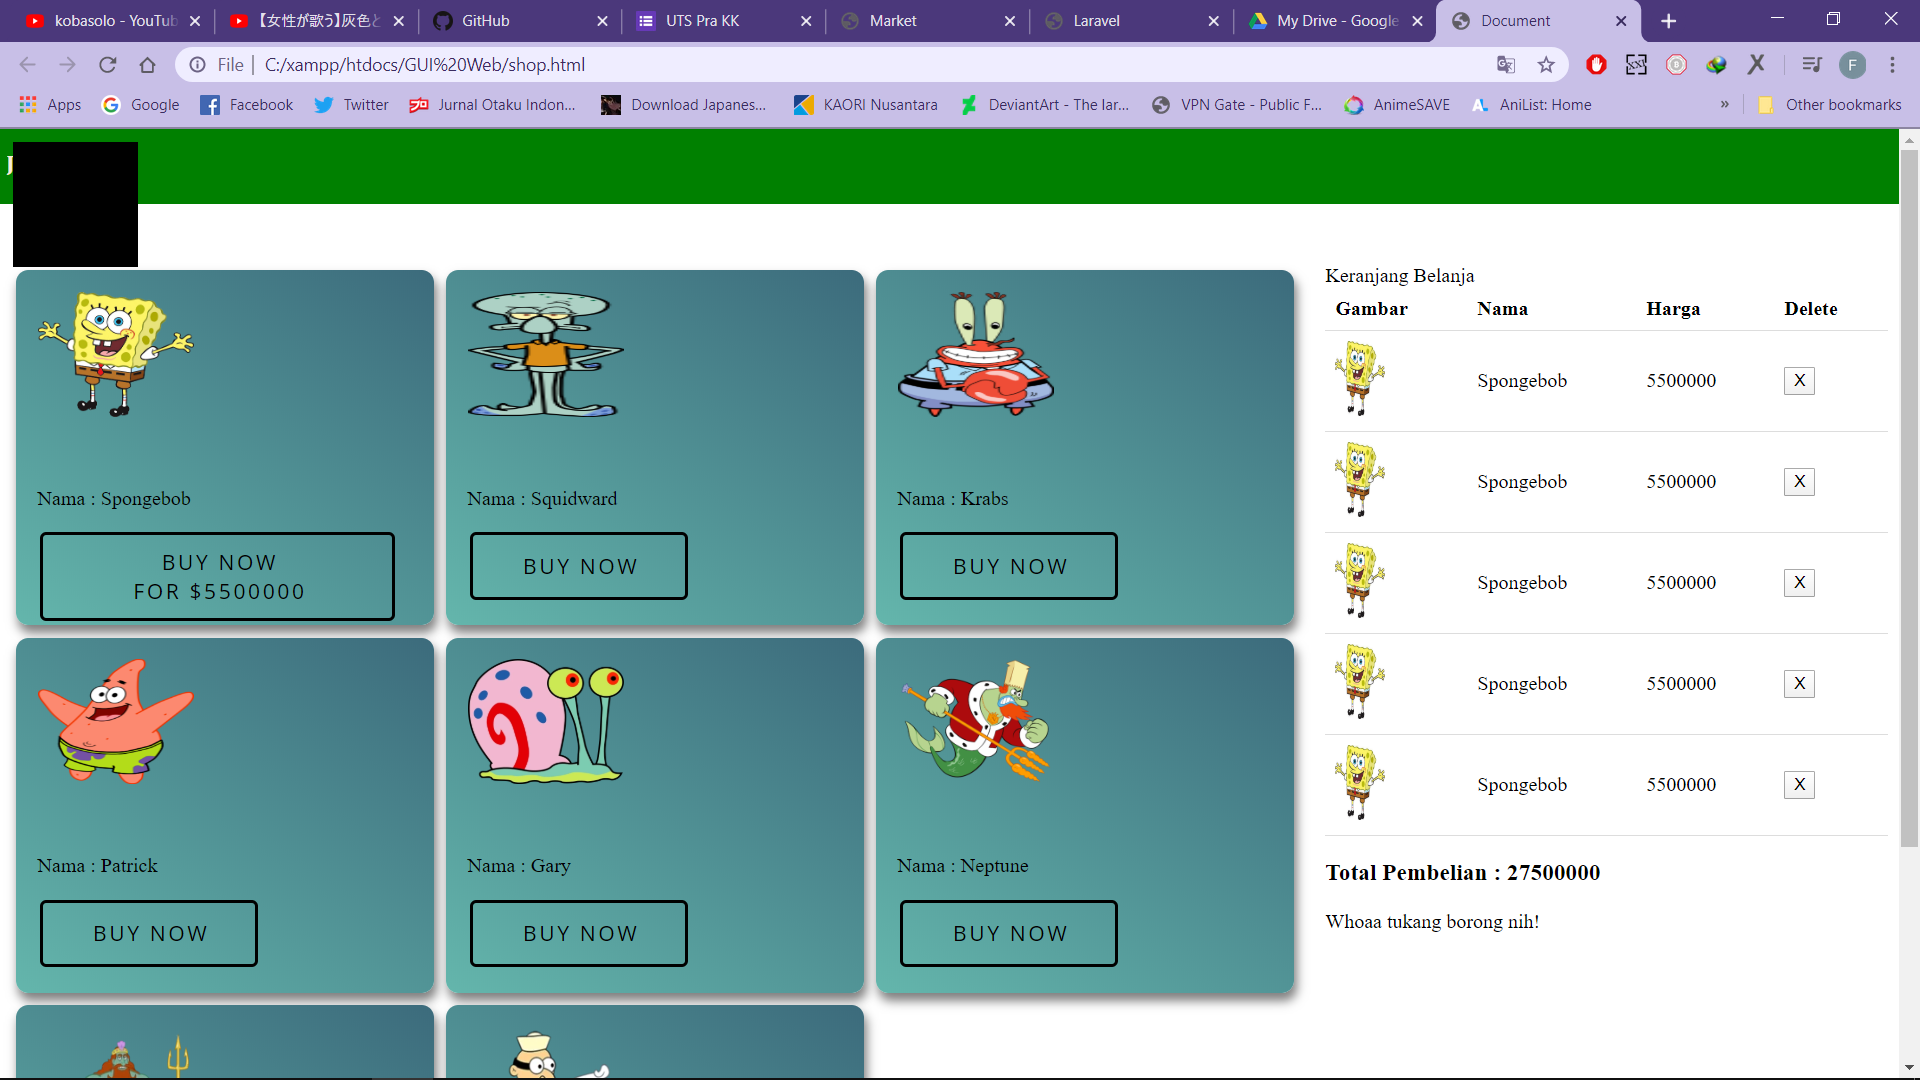 kobasolo - YouTub
【女性が歌う】灰色と
GitHub
UTS Pra KK
Market
Laravel
My Drive - Google
Document
File
C:/xampp/htdocs/GUI%20Web/shop.html
F
Apps
Google
Facebook
Twitter
Jurnal Otaku Indon...
Download Japanes...
KAORI Nusantara
DeviantArt - The lar...
VPN Gate - Public F...
AnimeSAVE
AniList: Home
»
Other bookmarks
J
Nama : Spongebob
BUY NOW
FOR $5500000
Nama : Squidward
BUY NOW
Nama : Krabs
BUY NOW
Nama : Patrick
BUY NOW
Nama : Gary
BUY NOW
Nama : Neptune
BUY NOW
Keranjang Belanja
Gambar Nama Harga Delete
Spongebob 5500000 X
Spongebob 5500000 X
Spongebob 5500000 X
Spongebob 5500000 X
Spongebob 5500000 X
Total Pembelian : 27500000
Whoaa tukang borong nih!